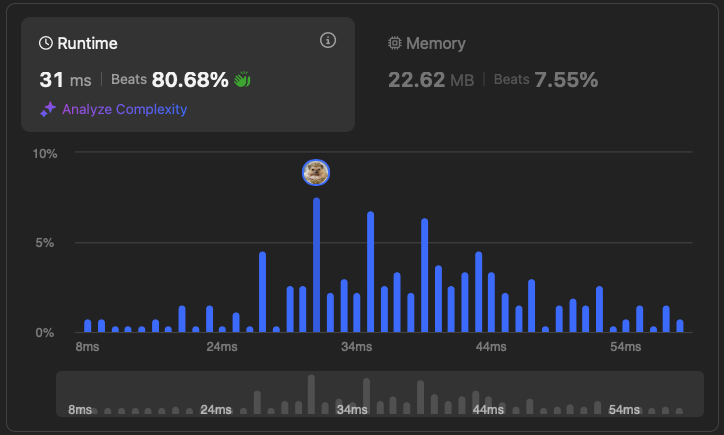 Runtime
31 ms | Beats 80.68%
Analyze Complexity
Memory
22.62 MB | Beats 7.55%
10%
5%
0%
8ms 24ms 34ms 44ms 54ms
8ms 24ms 34ms 44ms 54ms